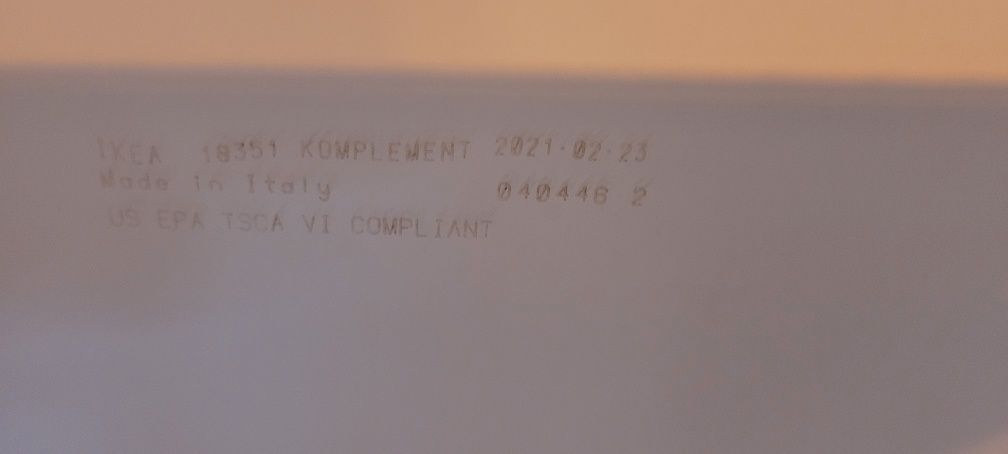 IKEA 18351 KOMPLEMENT 2021-02-23
Made in Italy 040446 2
US EPA TSCA VI COMPLIANT